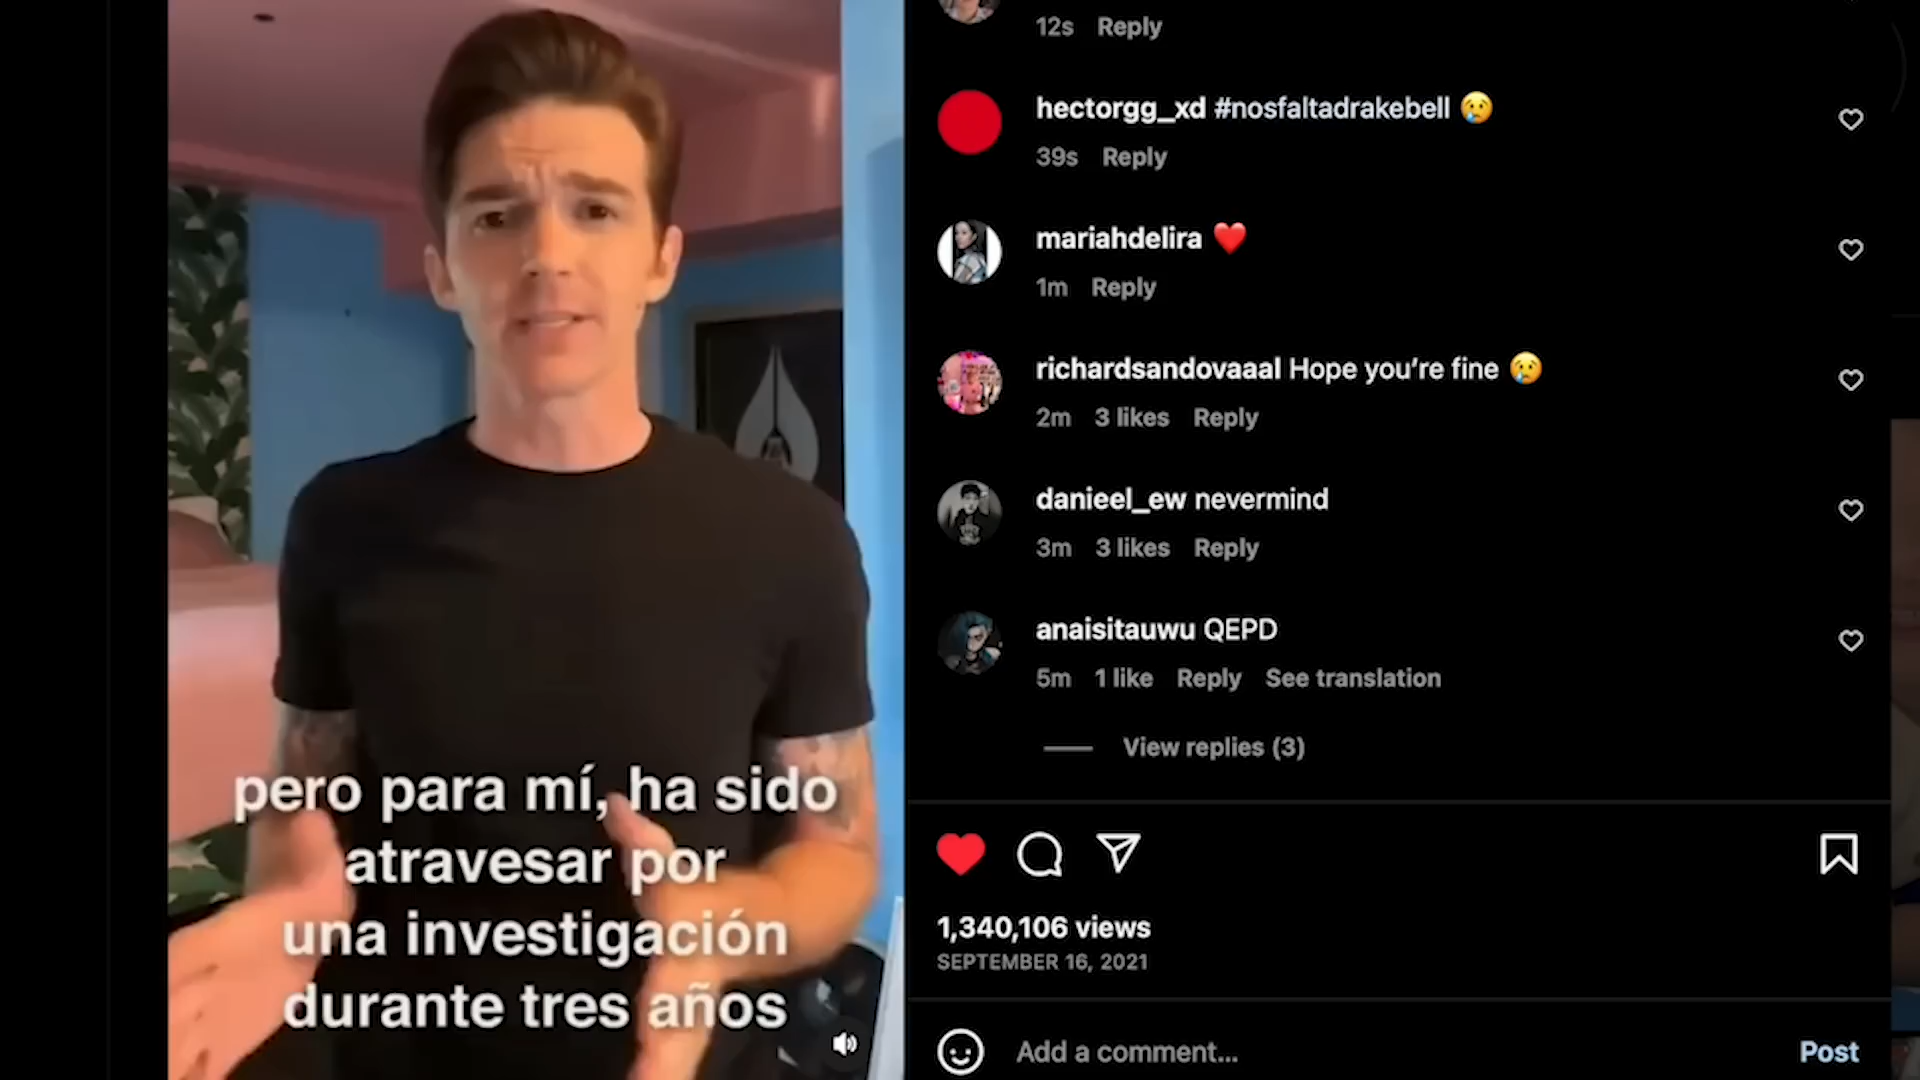 pero para mí, ha sido
atravesar por
una investigación
durante tres años
12s Reply
hectorgg_xd #nosfaltadrakebell 😢
39s Reply
mariahdelira ❤️
1m Reply
richardsandovaaal Hope you’re fine 😢
2m 3 likes Reply
danieel_ew nevermind
3m 3 likes Reply
anaisitauwu QEPD
5m 1 like Reply See translation
View replies (3)
1,340,106 views
SEPTEMBER 16, 2021
Add a comment... Post